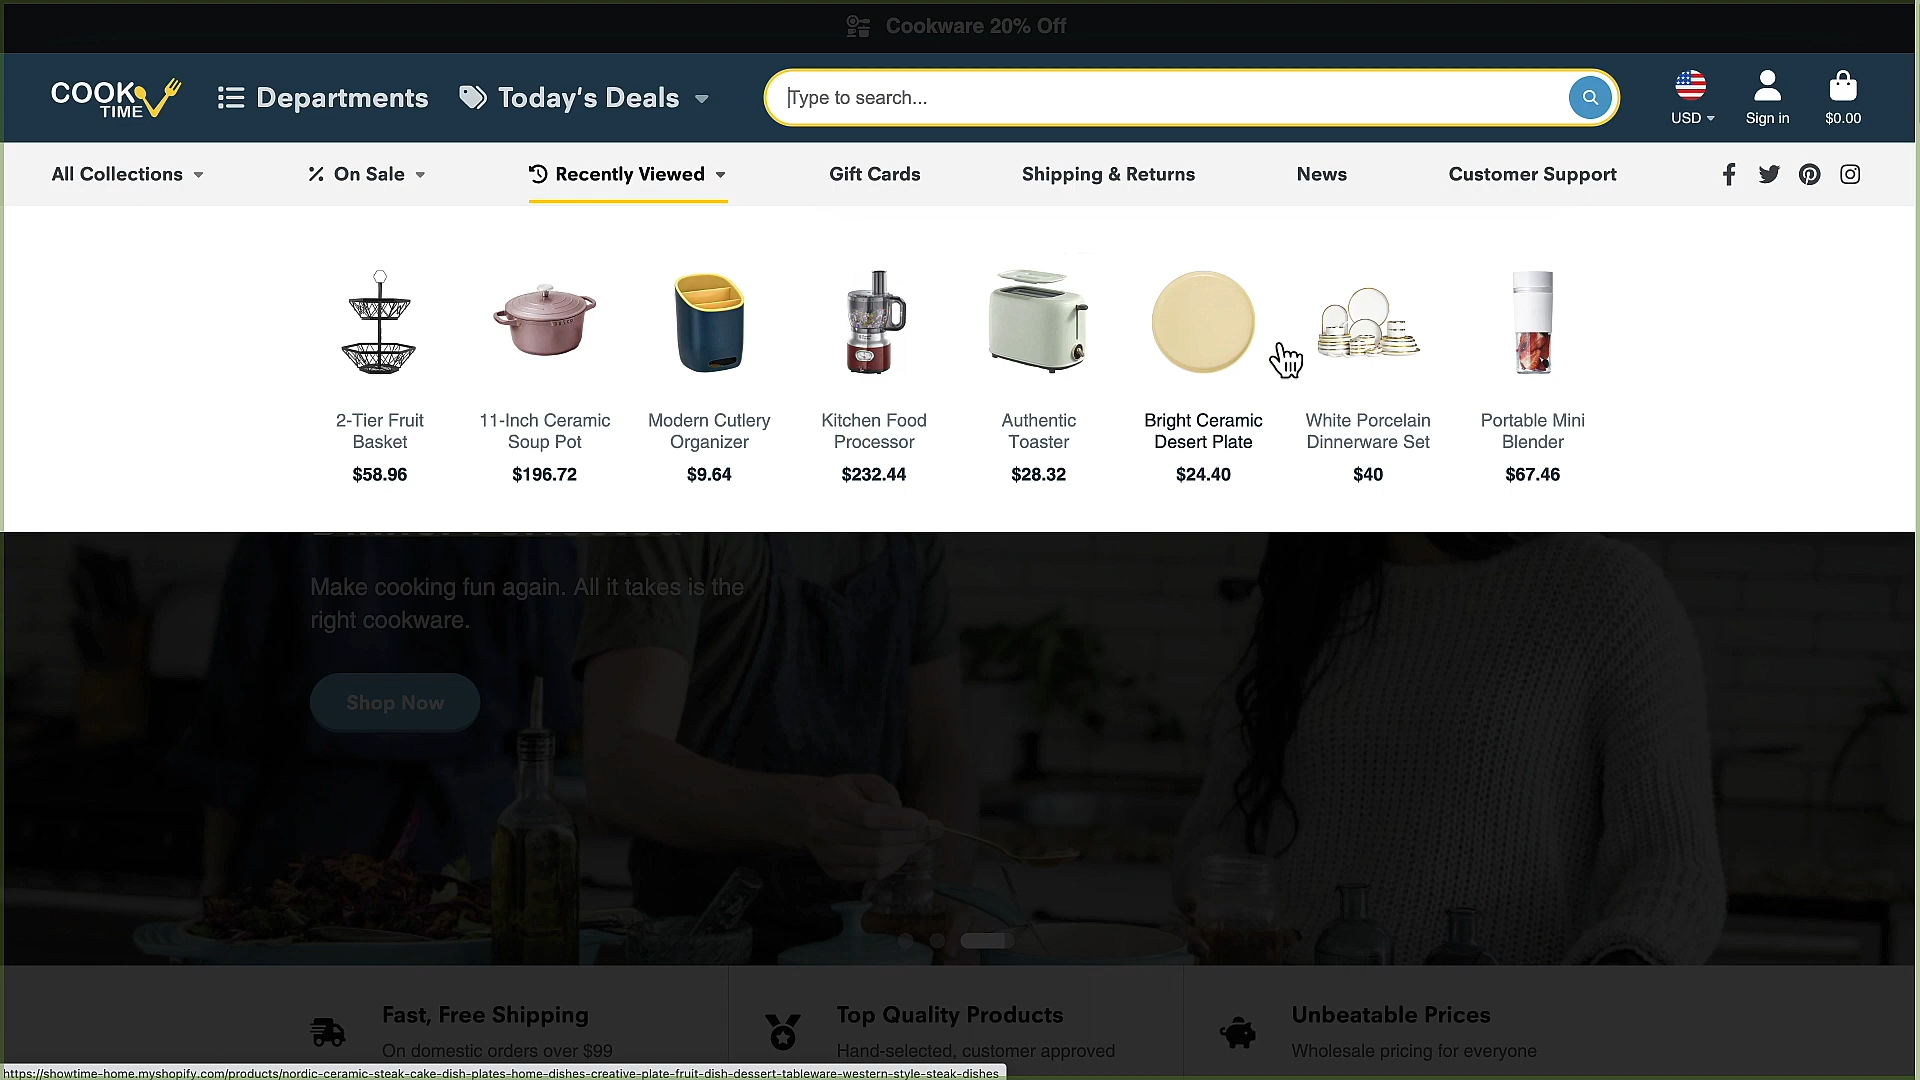 Cookware 20% Off
COOK
TIME
Departments
Today's Deals
Type to search...
USD
Sign in
$0.00
All Collections
On Sale
Recently Viewed
Gift Cards
Shipping & Returns
News
Customer Support
2-Tier Fruit
Basket
$58.96
11-Inch Ceramic
Soup Pot
$196.72
Modern Cutlery
Organizer
$9.64
Kitchen Food
Processor
$232.44
Authentic
Toaster
$28.32
Bright Ceramic
Desert Plate
$24.40
White Porcelain
Dinnerware Set
$40
Portable Mini
Blender
$67.46
Make cooking fun again. All it takes is the
right cookware.
Shop Now
Fast, Free Shipping
On domestic orders over $99
Top Quality Products
Hand-selected, customer approved
Unbeatable Prices
Wholesale pricing for everyone
https://showtime-home.myshopify.com/products/nordic-ceramic-steak-cake-dish-plates-home-dishes-creative-plate-fruit-dish-dessert-tableware-western-style-steak-dishes